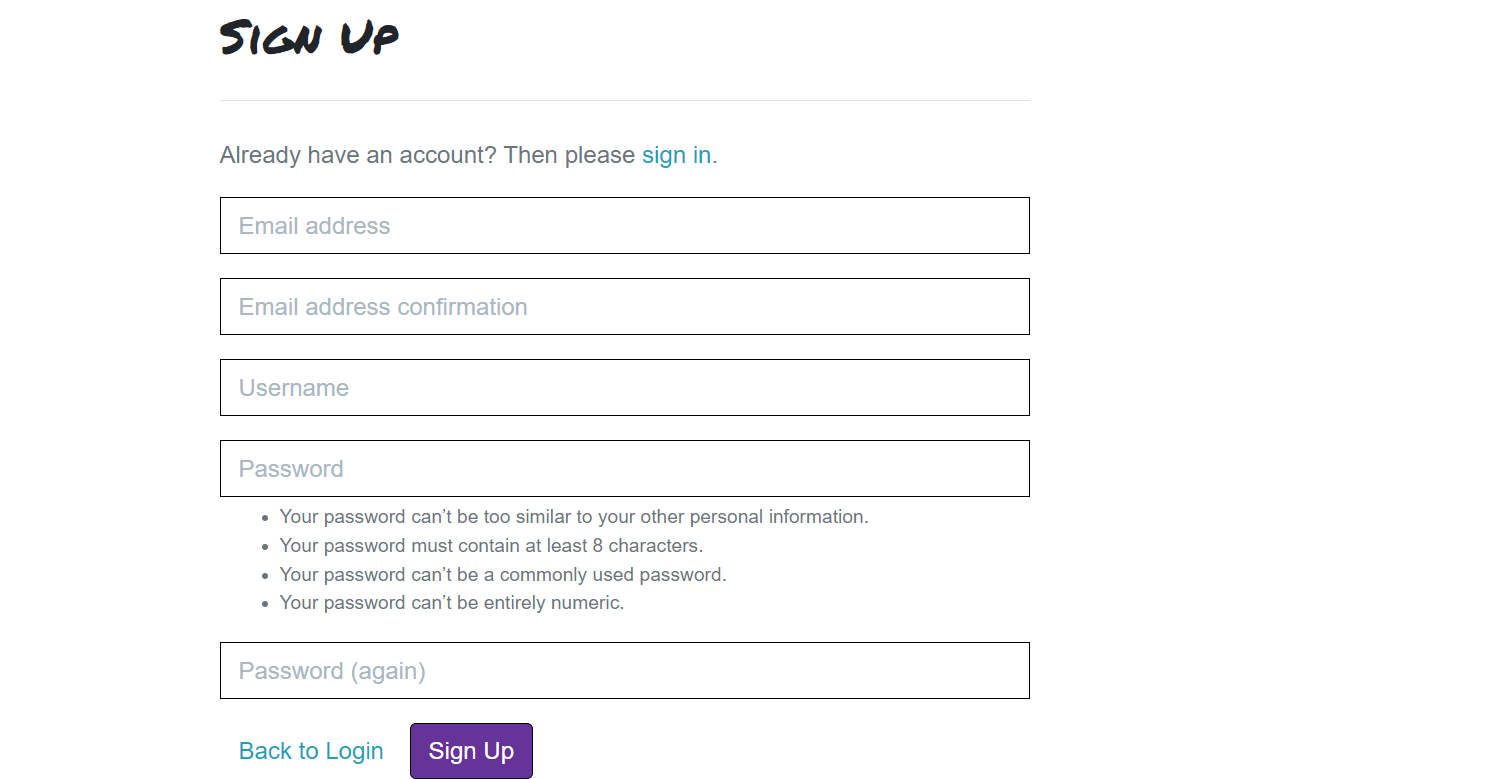 Sign Up
Already have an account? Then please sign in.
Email address
Email address confirmation
Username
Password
Your password can’t be too similar to your other personal information.
Your password must contain at least 8 characters.
Your password can’t be a commonly used password.
Your password can’t be entirely numeric.
Password (again)
Back to Login
Sign Up